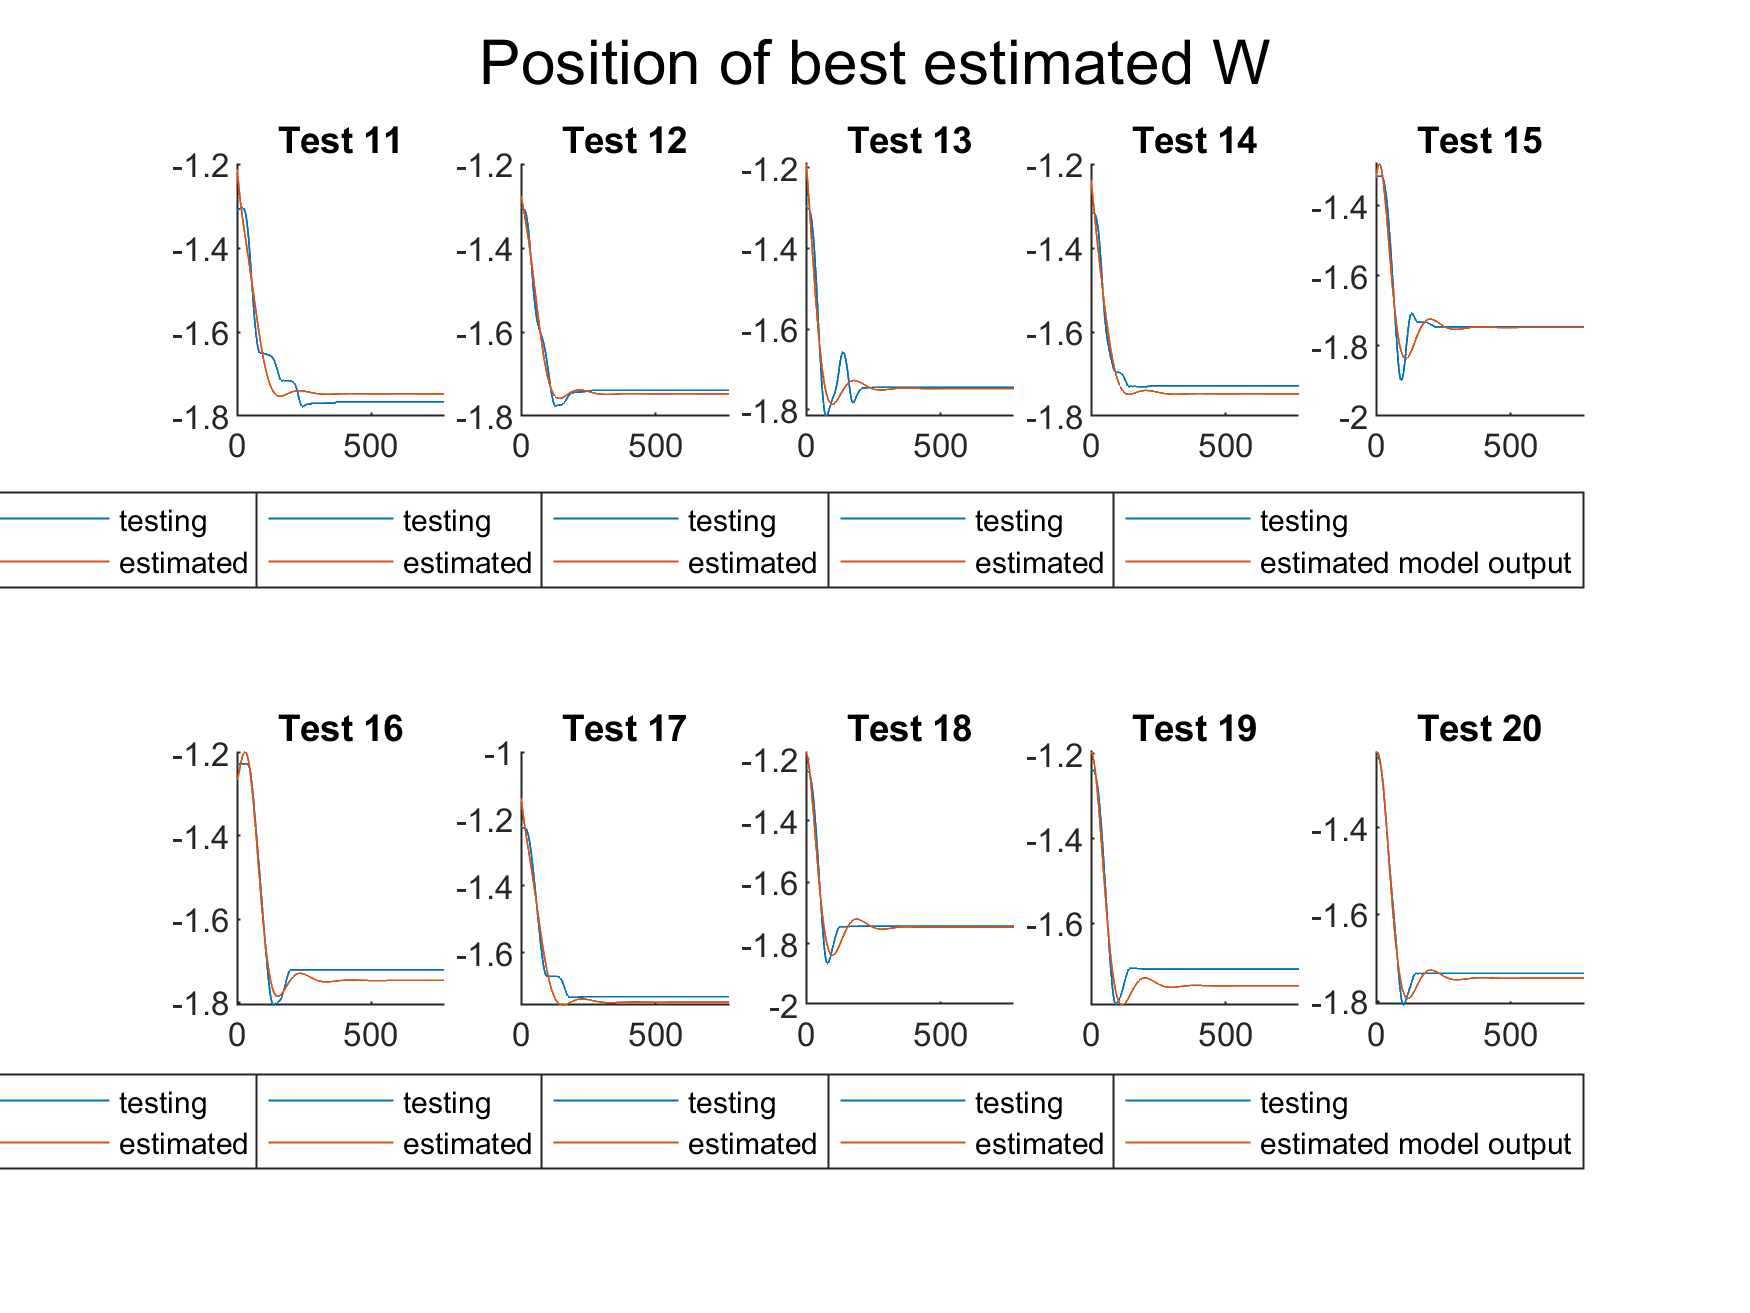 Position of best estimated W
Test 11 Test 12 Test 13 Test 14 Test 15
-1.2 -1.2 -1.2 -1.2
-1.4 -1.4 -1.4 -1.4 -1.4
-1.6 -1.6 -1.6 -1.6 -1.6
-1.8 -1.8 -1.8 -1.8 -1.8
-2
0 500 0 500 0 500 0 500 0 500
testing testing testing testing testing
estimated estimated estimated estimated estimated model output
Test 16 Test 17 Test 18 Test 19 Test 20
-1.2 -1 -1.2 -1.2
-1.4 -1.2 -1.4 -1.4 -1.4
-1.6 -1.4 -1.6 -1.6 -1.6
-1.8 -1.6 -1.8 -1.8
-2
0 500 0 500 0 500 0 500 0 500
testing testing testing testing testing
estimated estimated estimated estimated estimated model output